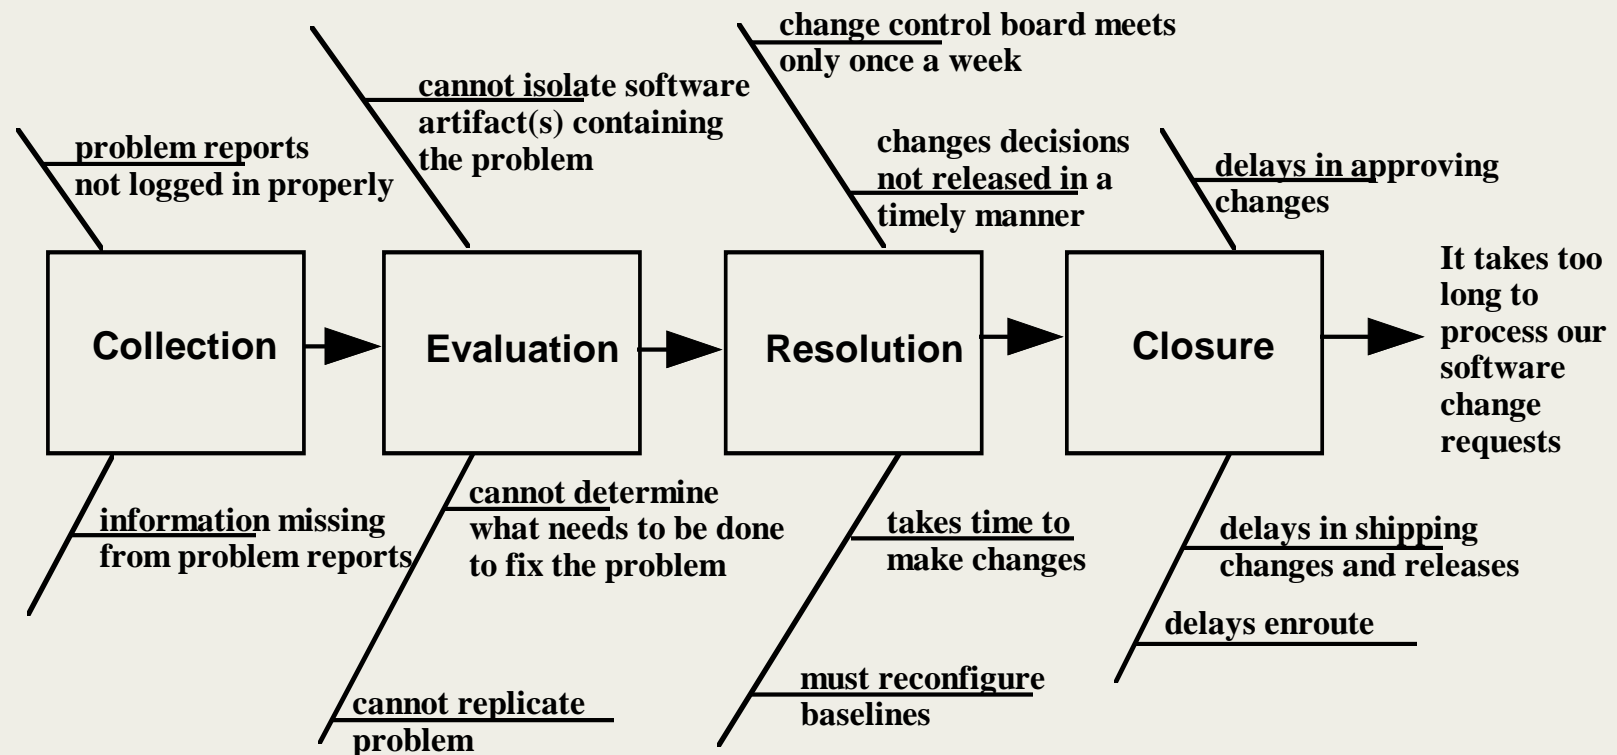 change control board meets
only once a week
cannot isolate software
artifact(s) containing
the problem
problem reports
not logged in properly
changes decisions
not released in a
timely manner
delays in approving
changes
Collection
Evaluation
Resolution
Closure
It takes too
long to
process our
software
change
requests
information missing
from problem reports
cannot determine
what needs to be done
to fix the problem
takes time to
make changes
delays in shipping
changes and releases
delays enroute
cannot replicate
problem
must reconfigure
baselines